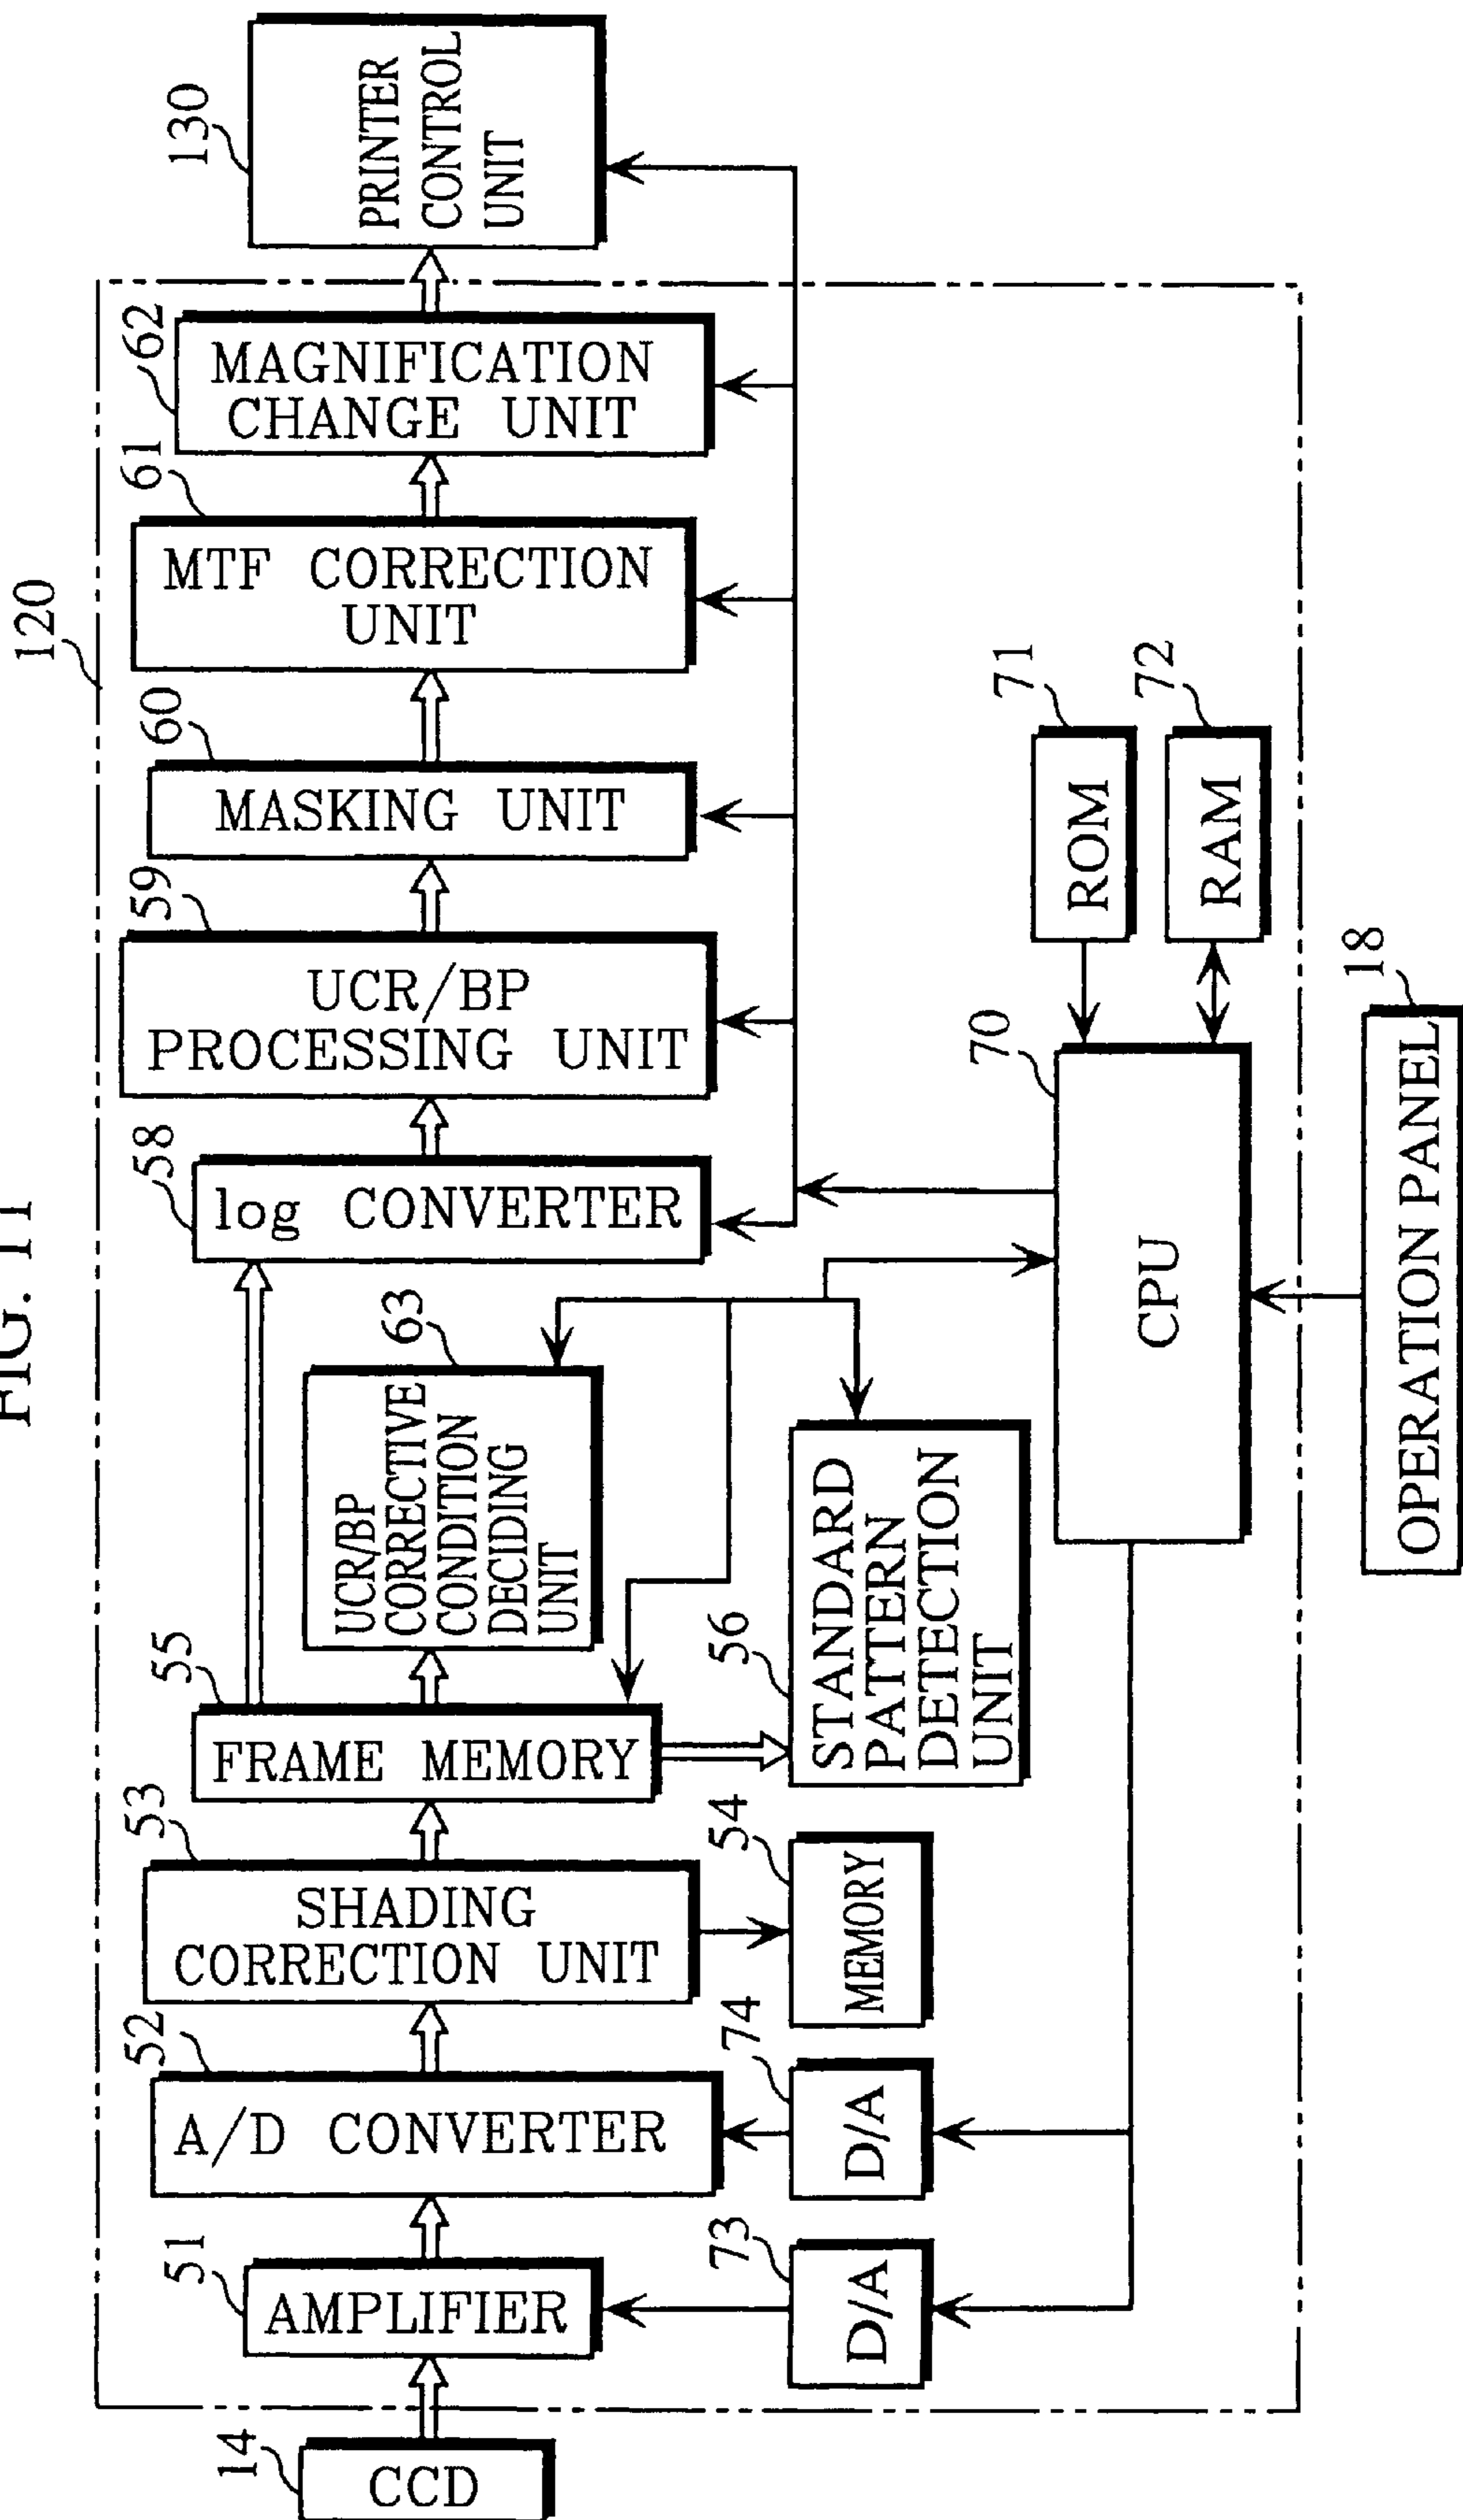 FIG. 11
120
14
CCD
51
AMPLIFIER
52
A/D CONVERTER
53
SHADING
CORRECTION UNIT
55
FRAME MEMORY
63
UCR/BP
CORRECTIVE
CONDITION
DECIDING
UNIT
58
log CONVERTER
59
UCR/BP
PROCESSING UNIT
60
MASKING UNIT
61
MTF CORRECTION
UNIT
62
MAGNIFICATION
CHANGE UNIT
130
PRINTER
CONTROL
UNIT
73
D/A
74
D/A
54
MEMORY
56
STANDARD
PATTERN
DETECTION
UNIT
70
CPU
71
ROM
72
RAM
18
OPERATION PANEL